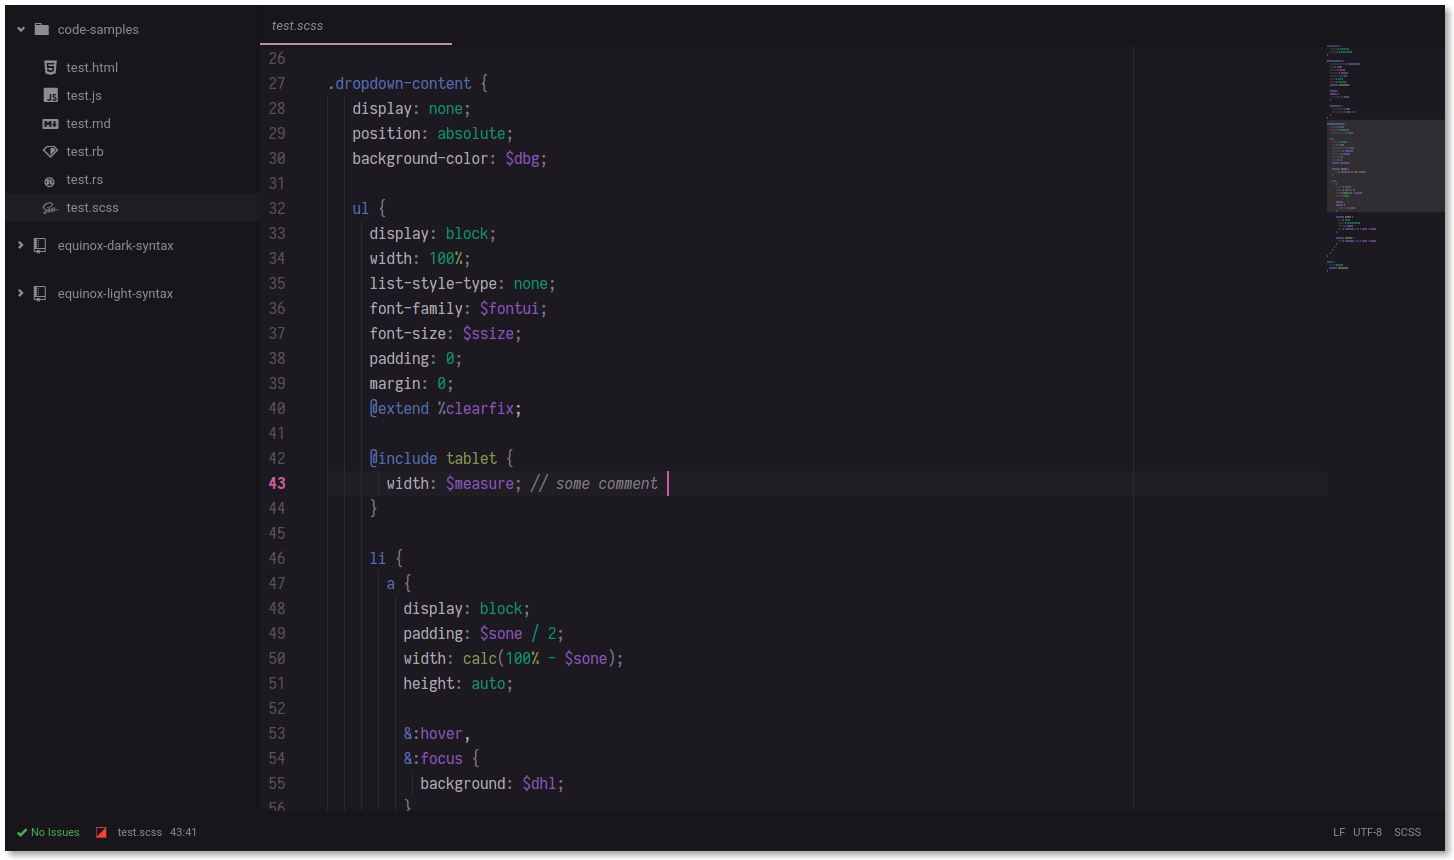 code-samples
test.html
test.js
test.md
test.rb
test.rs
test.scss
equinox-dark-syntax
equinox-light-syntax
test.scss
26
27 .dropdown-content {
28 display: none;
29 position: absolute;
30 background-color: $dbg;
31
32 ul {
33 display: block;
34 width: 100%;
35 list-style-type: none;
36 font-family: $fontui;
37 font-size: $ssize;
38 padding: 0;
39 margin: 0;
40 @extend %clearfix;
41
42 @include tablet {
43 width: $measure; // some comment
44 }
45
46 li {
47 a {
48 display: block;
49 padding: $sone / 2;
50 width: calc(100% - $sone);
51 height: auto;
52
53 &:hover,
54 &:focus {
55 background: $dhl;
56 }
No Issues test.scss 43:41 LF UTF-8 SCSS